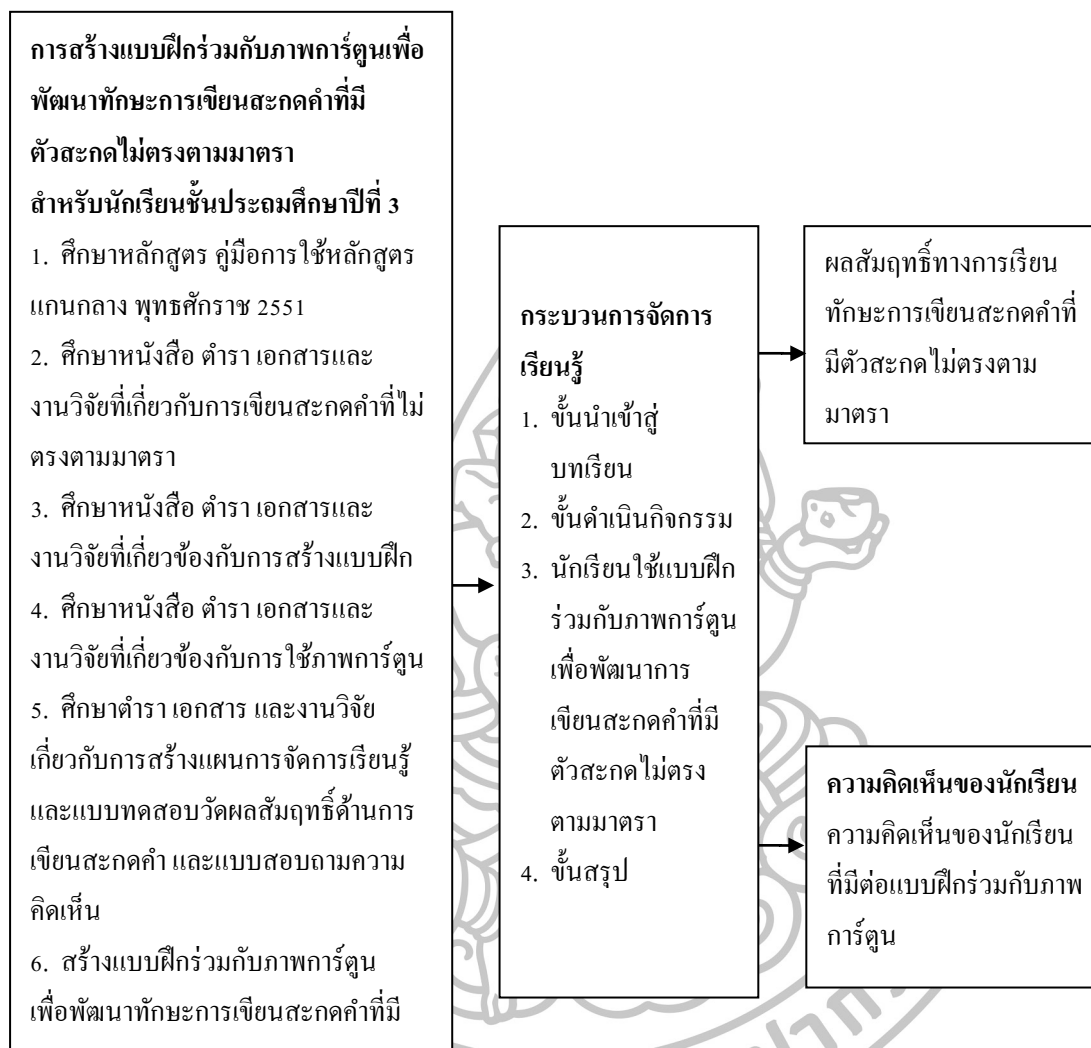 การสร้างแบบฝึกร่วมกับภาพการ์ตูนเพื่อ
พัฒนาทักษะการเขียนสะกดคำที่มี
ตัวสะกดไม่ตรงตามมาตรา
สำหรับนักเรียนชั้นประถมศึกษาปีที่ 3
1. ศึกษาหลักสูตร คู่มือการใช้หลักสูตร
แกนกลาง พุทธศักราช 2551
2. ศึกษาหนังสือ ตำรา เอกสารและ
งานวิจัยที่เกี่ยวกับการเขียนสะกดคำที่ไม่
ตรงตามมาตรา
3. ศึกษาหนังสือ ตำรา เอกสารและ
งานวิจัยที่เกี่ยวข้องกับการสร้างแบบฝึก
4. ศึกษาหนังสือ ตำรา เอกสารและ
งานวิจัยที่เกี่ยวข้องกับการใช้ภาพการ์ตูน
5. ศึกษาตำรา เอกสาร และงานวิจัย
เกี่ยวกับการสร้างแผนการจัดการเรียนรู้
และแบบทดสอบวัดผลสัมฤทธิ์ด้านการ
เขียนสะกดคำ และแบบสอบถามความ
คิดเห็น
6. สร้างแบบฝึกร่วมกับภาพการ์ตูน
เพื่อพัฒนาทักษะการเขียนสะกดคำที่มี
กระบวนการจัดการ
เรียนรู้
1. ขั้นนำเข้าสู่
บทเรียน
2. ขั้นดำเนินกิจกรรม
3. นักเรียนใช้แบบฝึก
ร่วมกับภาพการ์ตูน
เพื่อพัฒนาการ
เขียนสะกดคำที่มี
ตัวสะกดไม่ตรง
ตามมาตรา
4. ขั้นสรุป
ผลสัมฤทธิ์ทางการเรียน
ทักษะการเขียนสะกดคำที่
มีตัวสะกดไม่ตรงตาม
มาตรา
ความคิดเห็นของนักเรียน
ความคิดเห็นของนักเรียน
ที่มีต่อแบบฝึกร่วมกับภาพ
การ์ตูน